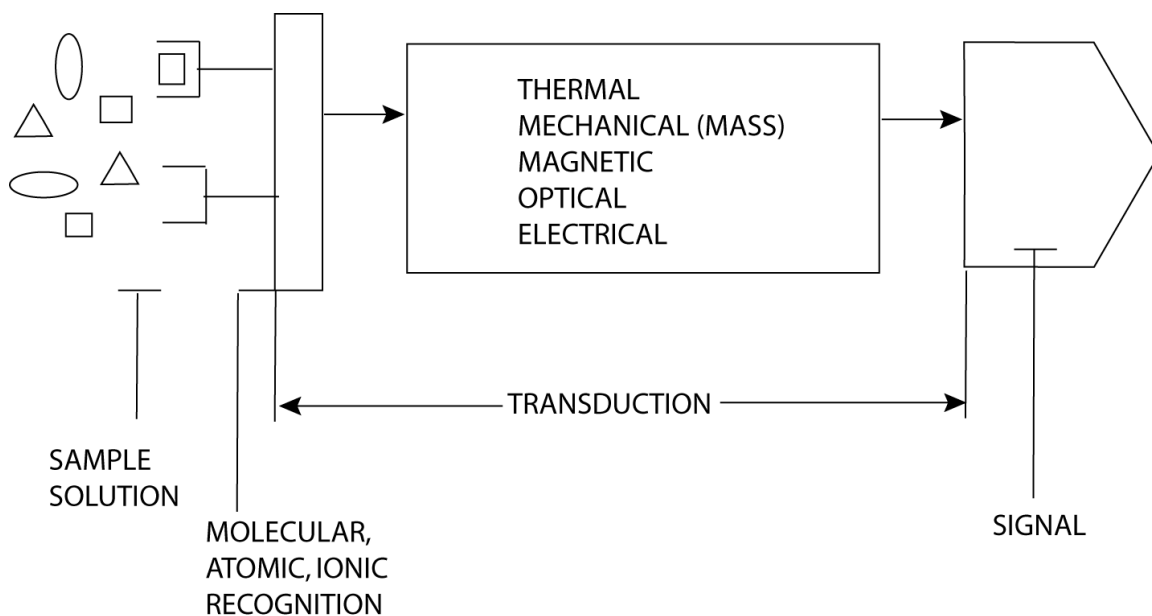 THERMAL
MECHANICAL (MASS)
MAGNETIC
OPTICAL
ELECTRICAL
TRANSDUCTION
SAMPLE
SOLUTION
MOLECULAR,
ATOMIC, IONIC
RECOGNITION
SIGNAL